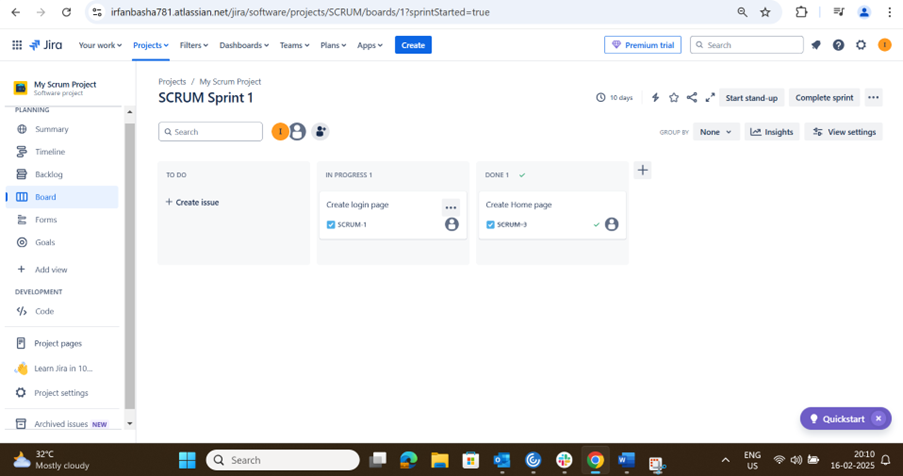 irfanbasha781.atlassian.net/jira/software/projects/SCRUM/boards/1?sprintStarted=true
Jira Your work Projects Filters Dashboards Teams Plans Apps Create Premium trial Search I
My Scrum Project
Software project
PLANNING
Summary
Timeline
Backlog
Board
Forms
Goals
Add view
DEVELOPMENT
Code
Project pages
Learn Jira in 10...
Project settings
Archived issues NEW
Projects / My Scrum Project
SCRUM Sprint 1
10 days Start stand-up Complete sprint
Search I
GROUP BY None Insights View settings
TO DO
+ Create issue
IN PROGRESS 1
Create login page
SCRUM-1
DONE 1
Create Home page
SCRUM-3
Quickstart
32°C
Mostly cloudy
Search
ENG
US
20:10
16-02-2025